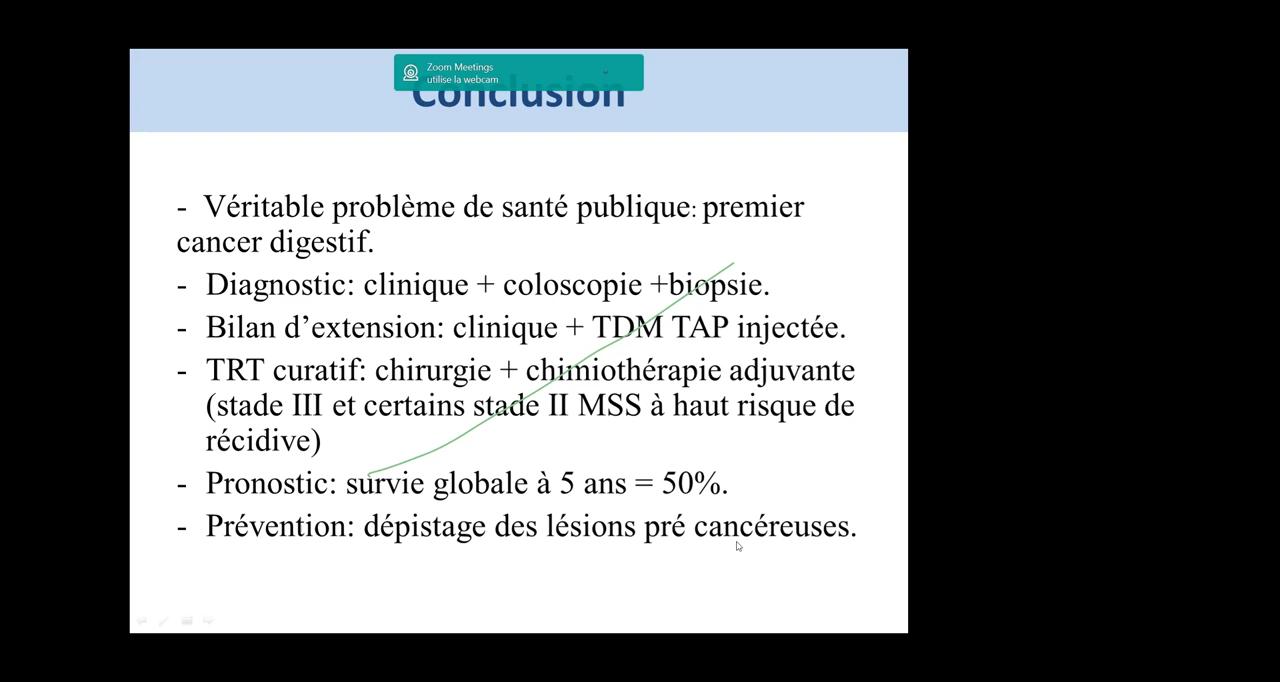 Zoom Meetings
utilise la webcam
Conclusion
- Véritable problème de santé publique: premier
cancer digestif.
- Diagnostic: clinique + coloscopie +biopsie.
- Bilan d’extension: clinique + TDM TAP injectée.
- TRT curatif: chirurgie + chimiothérapie adjuvante
(stade III et certains stade II MSS à haut risque de
récidive)
- Pronostic: survie globale à 5 ans = 50%.
- Prévention: dépistage des lésions pré cancéreuses.